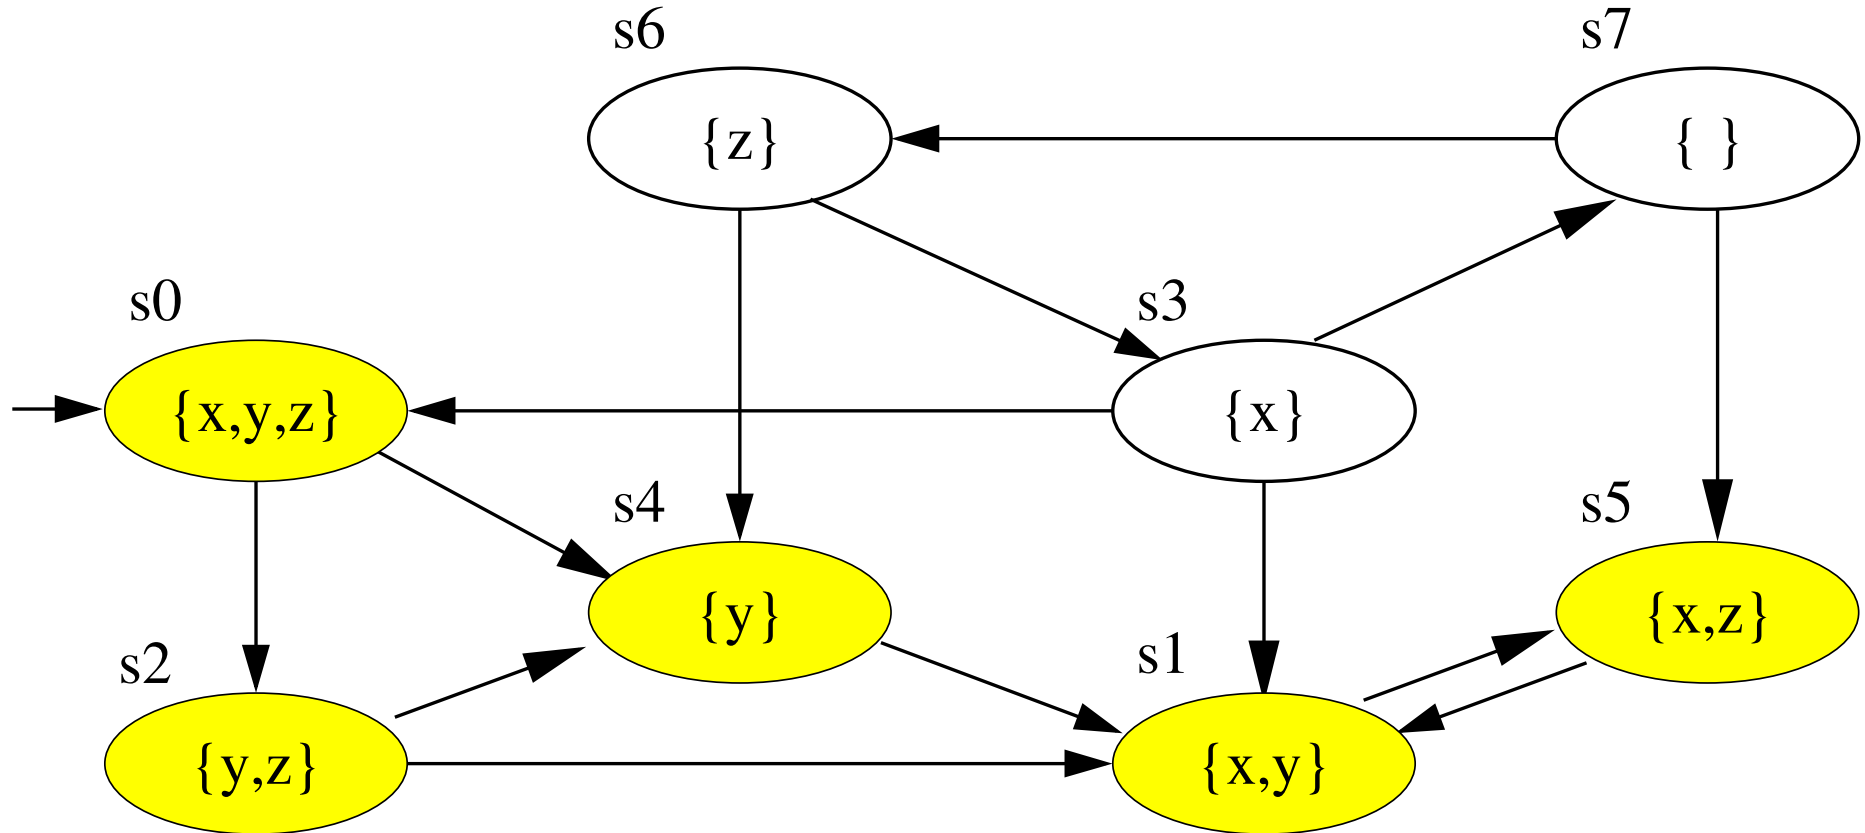 s6
s7
{z}
{ }
s0
s3
{x,y,z}
{x}
s4
s5
{y}
{x,z}
s2
s1
{y,z}
{x,y}